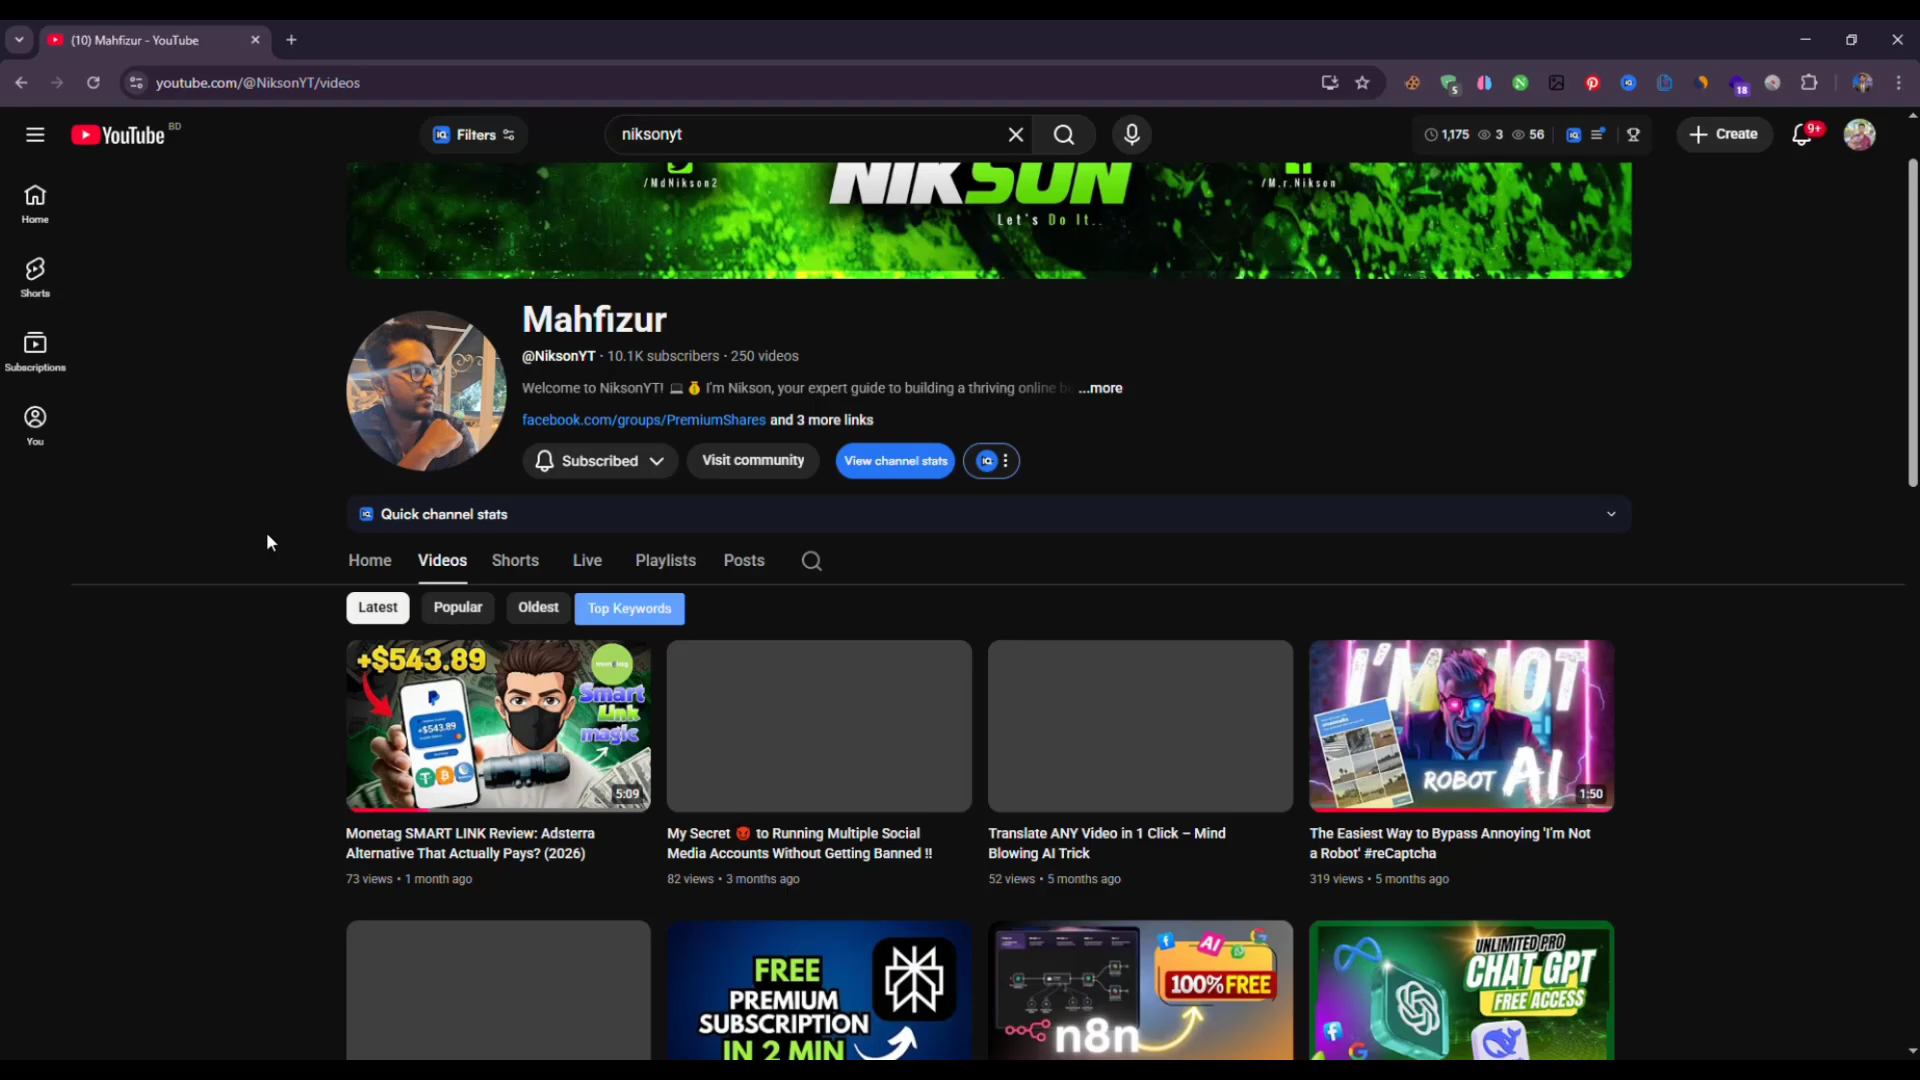 (10) Mahfizur - YouTube
youtube.com/@NiksonYT/videos
5
18
YouTube BD
Filters
niksonyt
1,175 3 56
Create
9+
Home
Shorts
Subscriptions
You
/MdNikson2
NIKSON
/M.r.Nikson
Let's Do It..
Mahfizur
@NiksonYT · 10.1K subscribers · 250 videos
Welcome to NiksonYT! 💻 💰 I'm Nikson, your expert guide to building a thriving online ...more
facebook.com/groups/PremiumShares and 3 more links
Subscribed
Visit community
View channel stats
Quick channel stats
Home Videos Shorts Live Playlists Posts
Latest Popular Oldest Top Keywords
+$543.89
Smart
Link
magic
+$543.89
5:09
I'M NOT
ROBOT AI
1:50
Monetag SMART LINK Review: Adsterra
Alternative That Actually Pays? (2026)
73 views • 1 month ago
My Secret 😡 to Running Multiple Social
Media Accounts Without Getting Banned !!
82 views • 3 months ago
Translate ANY Video in 1 Click – Mind
Blowing AI Trick
52 views • 5 months ago
The Easiest Way to Bypass Annoying 'I'm Not
a Robot' #reCaptcha
319 views • 5 months ago
FREE
PREMIUM
SUBSCRIPTION
IN 2 MIN
AI
100% FREE
n8n
UNLIMITED PRO
CHAT GPT
FREE ACCESS